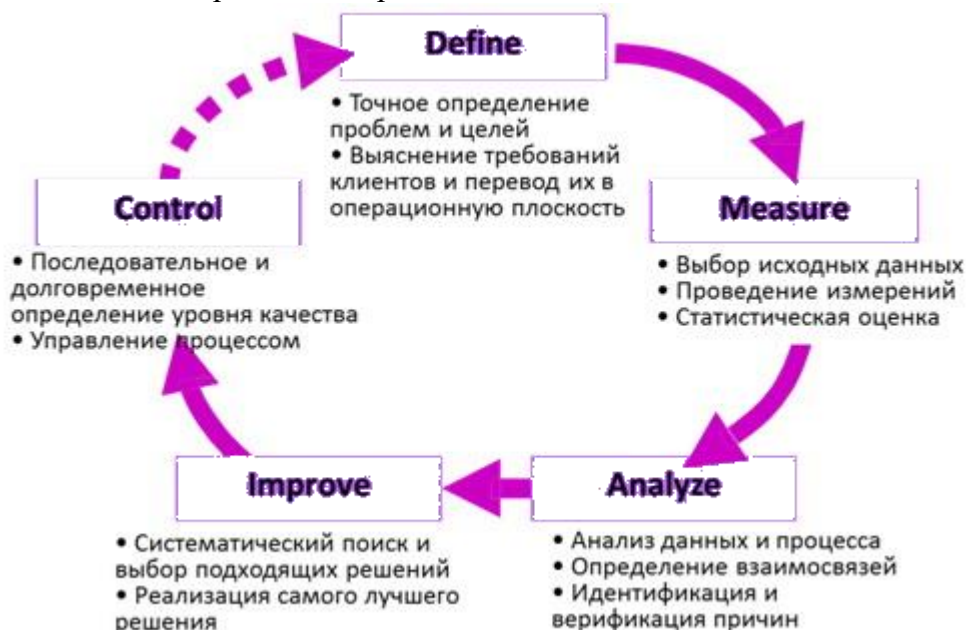 Define
• Точное определение
проблем и целей
• Выяснение требований
клиентов и перевод их в
операционную плоскость
Measure
• Выбор исходных данных
• Проведение измерений
• Статистическая оценка
Analyze
• Анализ данных и процесса
• Определение взаимосвязей
• Идентификация и
верификация причин
Improve
• Систематический поиск и
выбор подходящих решений
• Реализация самого лучшего
решения
Control
• Последовательное и
долговременное
определение уровня качества
• Управление процессом